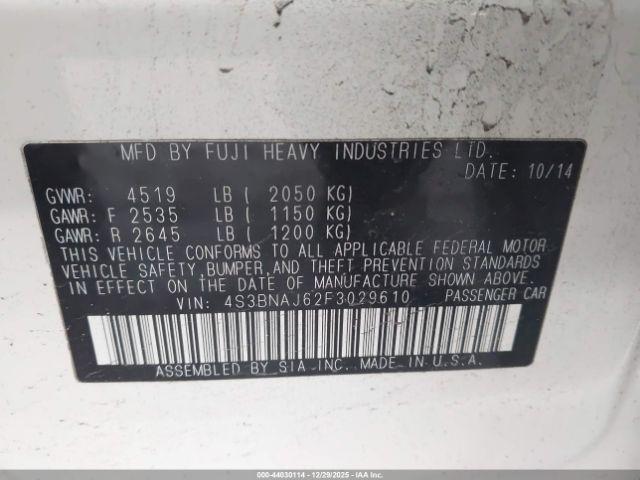 MFD BY FUJI HEAVY INDUSTRIES LTD.
DATE: 10/14
GVWR: 4519 LB ( 2050 KG)
GAWR: F 2535 LB ( 1150 KG)
GAWR: R 2645 LB ( 1200 KG)
THIS VEHICLE CONFORMS TO ALL APPLICABLE FEDERAL MOTOR
VEHICLE SAFETY, BUMPER, AND THEFT PREVENTION STANDARDS
IN EFFECT ON THE DATE OF MANUFACTURE SHOWN ABOVE.
VIN: 4S3BNAJ62F3029610 PASSENGER CAR
ASSEMBLED BY SIA INC. MADE IN U.S.A.
000-44030114 - 12/29/2025 - IAAI.COM